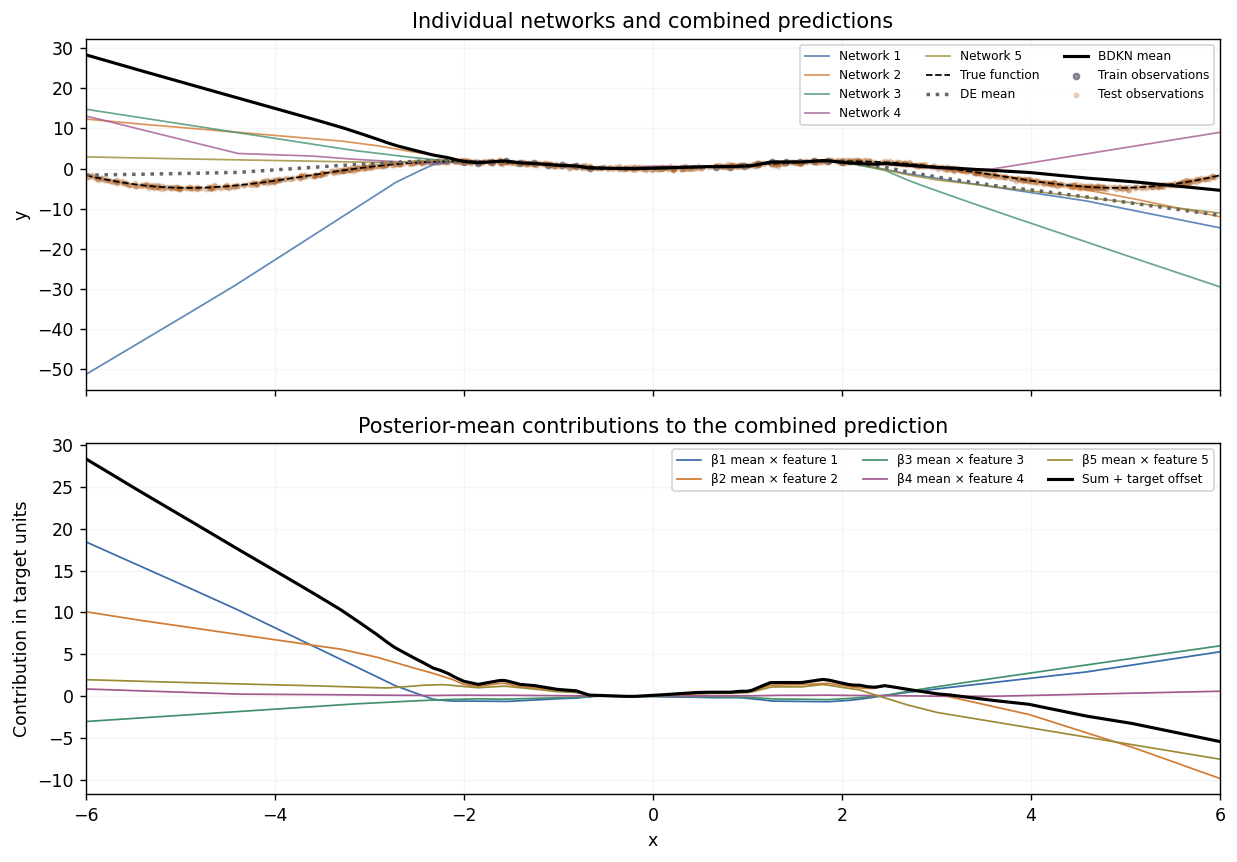 Individual networks and combined predictions
Network 1
Network 2
Network 3
Network 4
Network 5
True function
DE mean
BDKN mean
Train observations
Test observations
30
20
10
0
−10
−20
−30
−40
−50
y
Posterior-mean contributions to the combined prediction
β1 mean × feature 1
β2 mean × feature 2
β3 mean × feature 3
β4 mean × feature 4
β5 mean × feature 5
Sum + target offset
30
25
20
15
10
5
0
−5
−10
Contribution in target units
−6
−4
−2
0
2
4
6
x